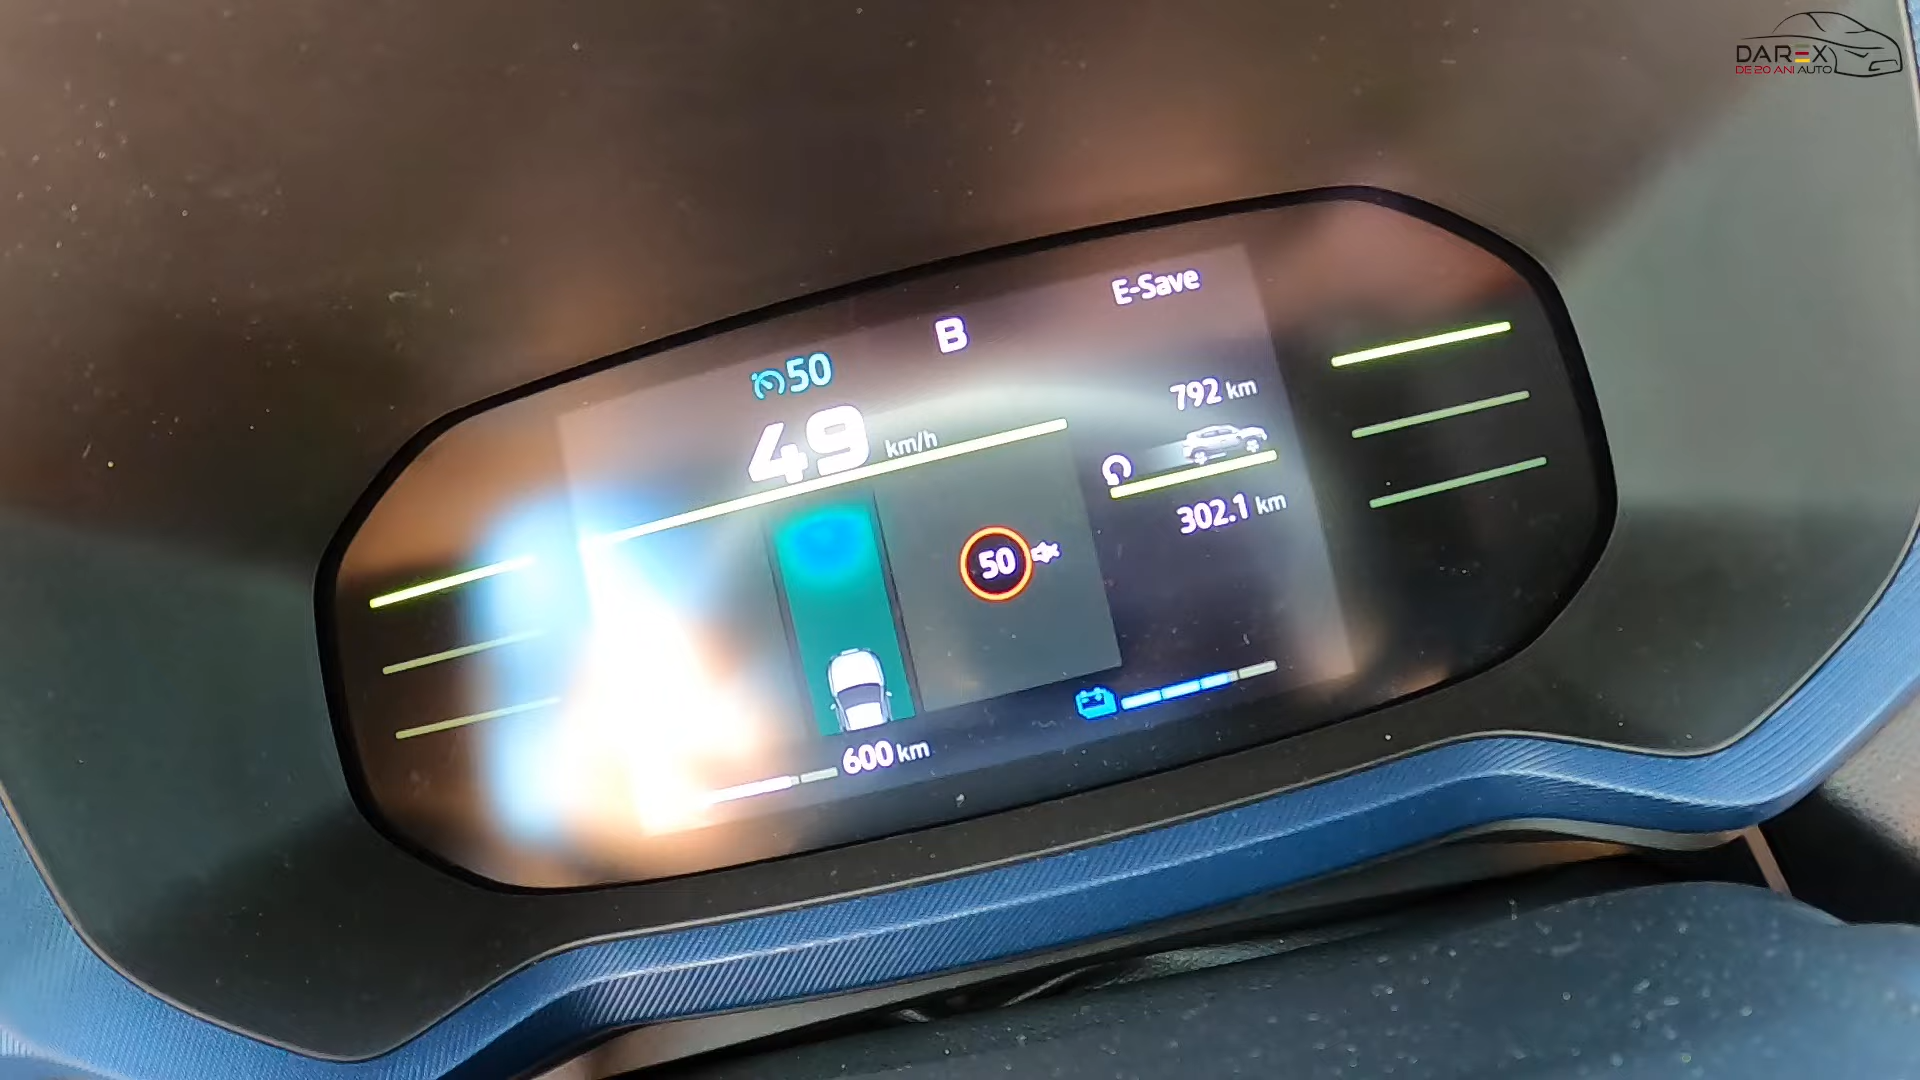 DAREX
DE 20 ANI AUTO
E-Save
B
50
49 km/h
792 km
302.1 km
50
600 km